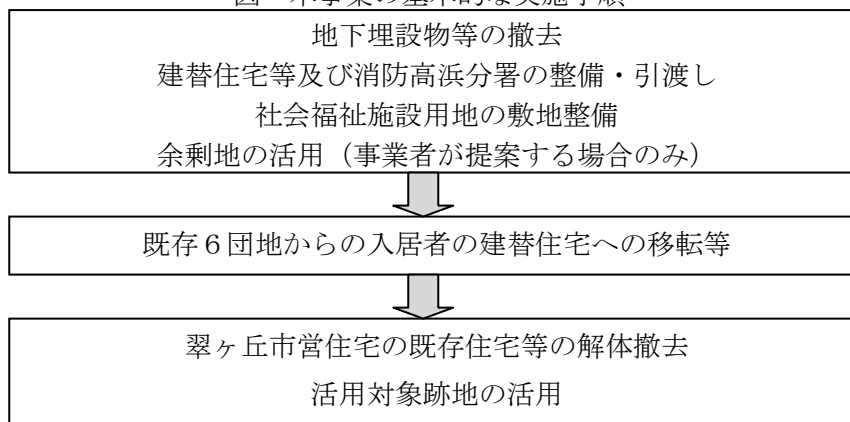 図 本事業の基本的な実施手順
地下埋設物等の撤去
建替住宅等及び消防高浜分署の整備・引渡し
社会福祉施設用地の敷地整備
余剰地の活用（事業者が提案する場合のみ）
既存６団地からの入居者の建替住宅への移転等
翠ヶ丘市営住宅の既存住宅等の解体撤去
活用対象跡地の活用